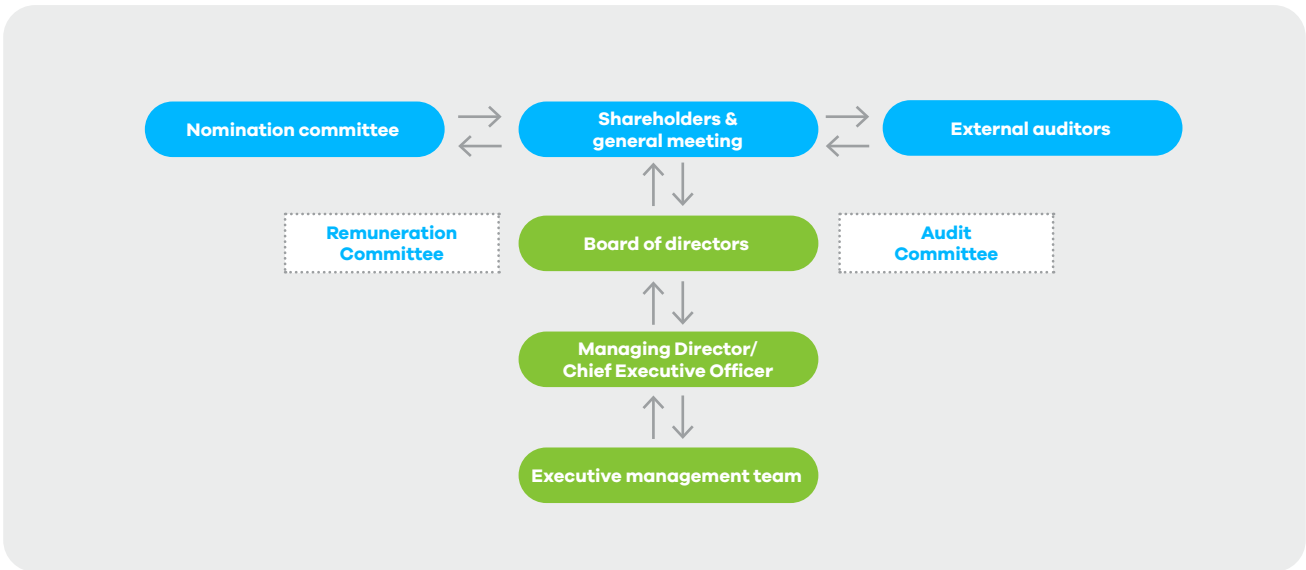 Nomination committee
Shareholders &
general meeting
External auditors
Remuneration
Committee
Board of directors
Audit
Committee
Managing Director/
Chief Executive Officer
Executive management team